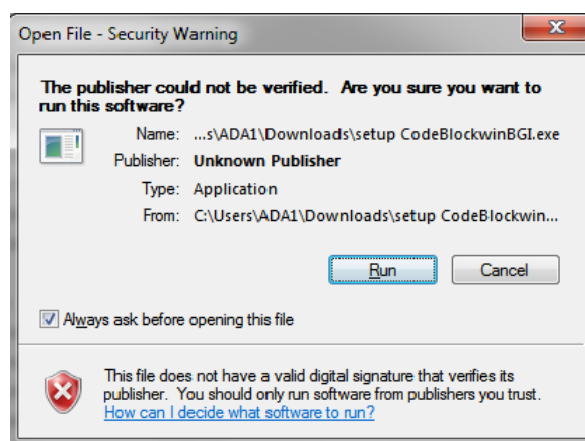 Open File - Security Warning
The publisher could not be verified. Are you sure you want to
run this software?
Name: ...s\ADA1\Downloads\setup CodeBlockwinBGI.exe
Publisher: Unknown Publisher
Type: Application
From: C:\Users\ADA1\Downloads\setup CodeBlockwin...
Run Cancel
Always ask before opening this file
This file does not have a valid digital signature that verifies its
publisher. You should only run software from publishers you trust.
How can I decide what software to run?